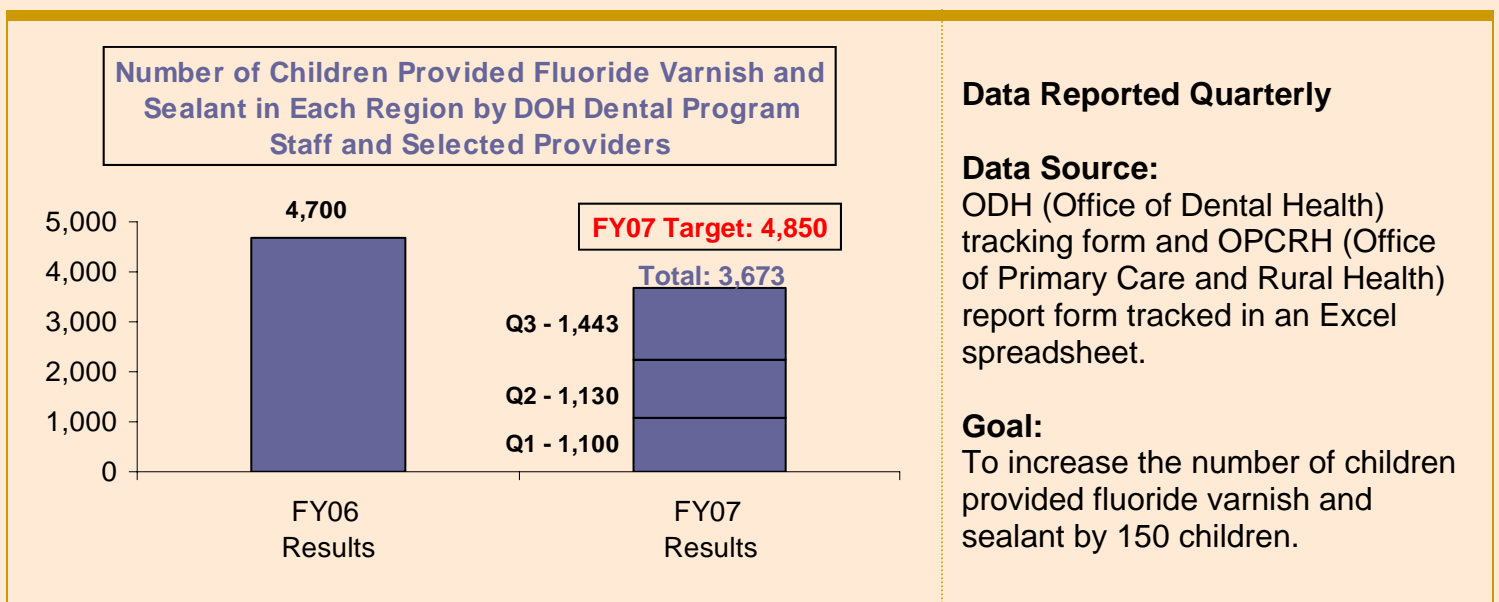 Number of Children Provided Fluoride Varnish and
Sealant in Each Region by DOH Dental Program
Staff and Selected Providers
5,000
4,000
3,000
2,000
1,000
0
4,700
FY07 Target: 4,850
Total: 3,673
Q3 - 1,443
Q2 - 1,130
Q1 - 1,100
FY06
Results
FY07
Results
Data Reported Quarterly
Data Source:
ODH (Office of Dental Health)
tracking form and OPCRH (Office
of Primary Care and Rural Health)
report form tracked in an Excel
spreadsheet.
Goal:
To increase the number of children
provided fluoride varnish and
sealant by 150 children.